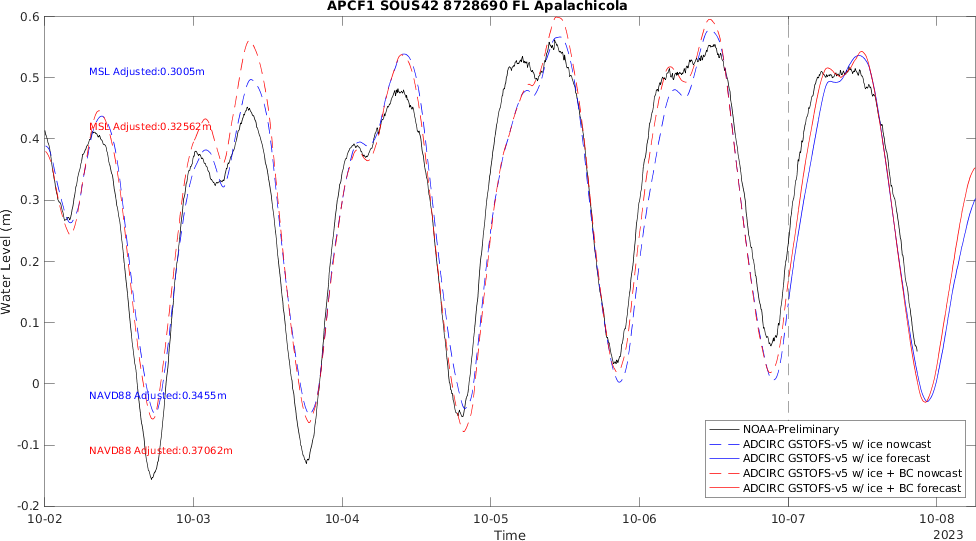 APCF1 SOUS42 8728690 FL Apalachicola
Water Level (m)
0.6
0.5
0.4
0.3
0.2
0.1
0
-0.1
-0.2
MSL Adjusted:0.3005m
MSL Adjusted:0.32562m
NAVD88 Adjusted:0.3455m
NAVD88 Adjusted:0.37062m
NOAA-Preliminary
ADCIRC GSTOFS-v5 w/ ice nowcast
ADCIRC GSTOFS-v5 w/ ice forecast
ADCIRC GSTOFS-v5 w/ ice + BC nowcast
ADCIRC GSTOFS-v5 w/ ice + BC forecast
10-02 10-03 10-04 10-05 10-06 10-07 10-08
Time
2023